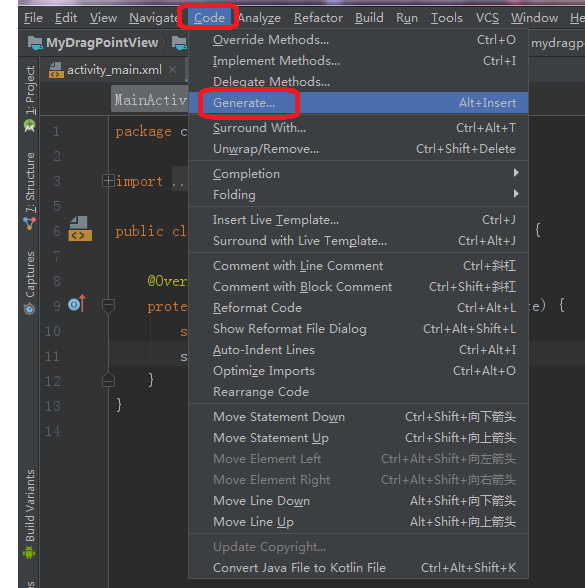 File Edit View Navigate Code Analyze Refactor Build Run Tools VCS Window He
MyDragPointView mydragpo
activity_main.xml
MainActiv
1: Project
7: Structure
Captures
Build Variants
1 package c
2
3 import ...
5
6 public cl {
7
8 @Over
9 prote te) {
10 s
11 s
12 }
13 }
14
Override Methods... Ctrl+O
Implement Methods... Ctrl+I
Delegate Methods...
Generate... Alt+Insert
Surround With... Ctrl+Alt+T
Unwrap/Remove... Ctrl+Shift+Delete
Completion
Folding
Insert Live Template... Ctrl+J
Surround with Live Template... Ctrl+Alt+J
Comment with Line Comment Ctrl+斜杠
Comment with Block Comment Ctrl+Shift+斜杠
Reformat Code Ctrl+Alt+L
Show Reformat File Dialog Ctrl+Alt+Shift+L
Auto-Indent Lines Ctrl+Alt+I
Optimize Imports Ctrl+Alt+O
Rearrange Code
Move Statement Down Ctrl+Shift+向下箭头
Move Statement Up Ctrl+Shift+向上箭头
Move Element Left Ctrl+Alt+Shift+向左箭头
Move Element Right Ctrl+Alt+Shift+向右箭头
Move Line Down Alt+Shift+向下箭头
Move Line Up Alt+Shift+向上箭头
Update Copyright...
Convert Java File to Kotlin File Ctrl+Alt+Shift+K